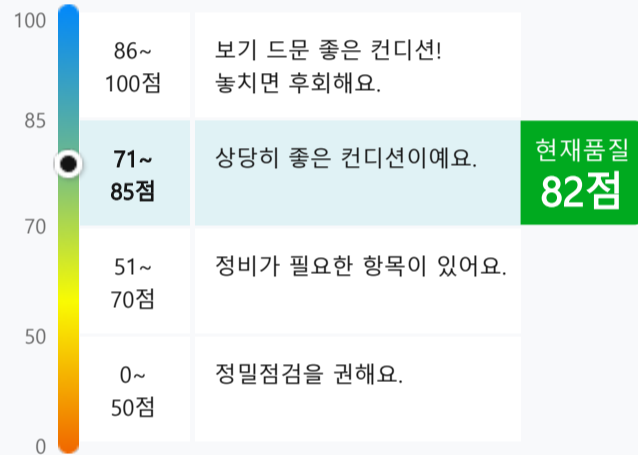 100
86~
100점
보기 드문 좋은 컨디션!
놓치면 후회해요.
85
71~
85점
상당히 좋은 컨디션이예요.
현재품질
82점
70
51~
70점
정비가 필요한 항목이 있어요.
50
0~
50점
정밀점검을 권해요.
0